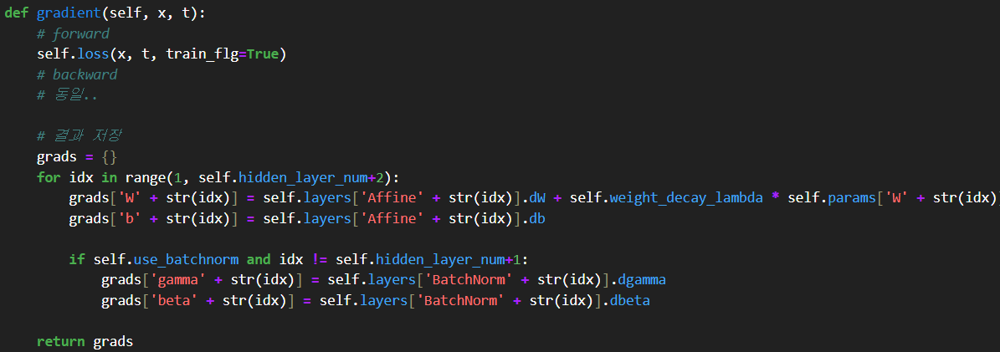 def gradient(self, x, t):
    # forward
    self.loss(x, t, train_flg=True)
    # backward
    # 동일..

    # 결과 저장
    grads = {}
    for idx in range(1, self.hidden_layer_num+2):
        grads['W' + str(idx)] = self.layers['Affine' + str(idx)].dW + self.weight_decay_lambda * self.params['W' + str(idx)
        grads['b' + str(idx)] = self.layers['Affine' + str(idx)].db

        if self.use_batchnorm and idx != self.hidden_layer_num+1:
            grads['gamma' + str(idx)] = self.layers['BatchNorm' + str(idx)].dgamma
            grads['beta' + str(idx)] = self.layers['BatchNorm' + str(idx)].dbeta

    return grads